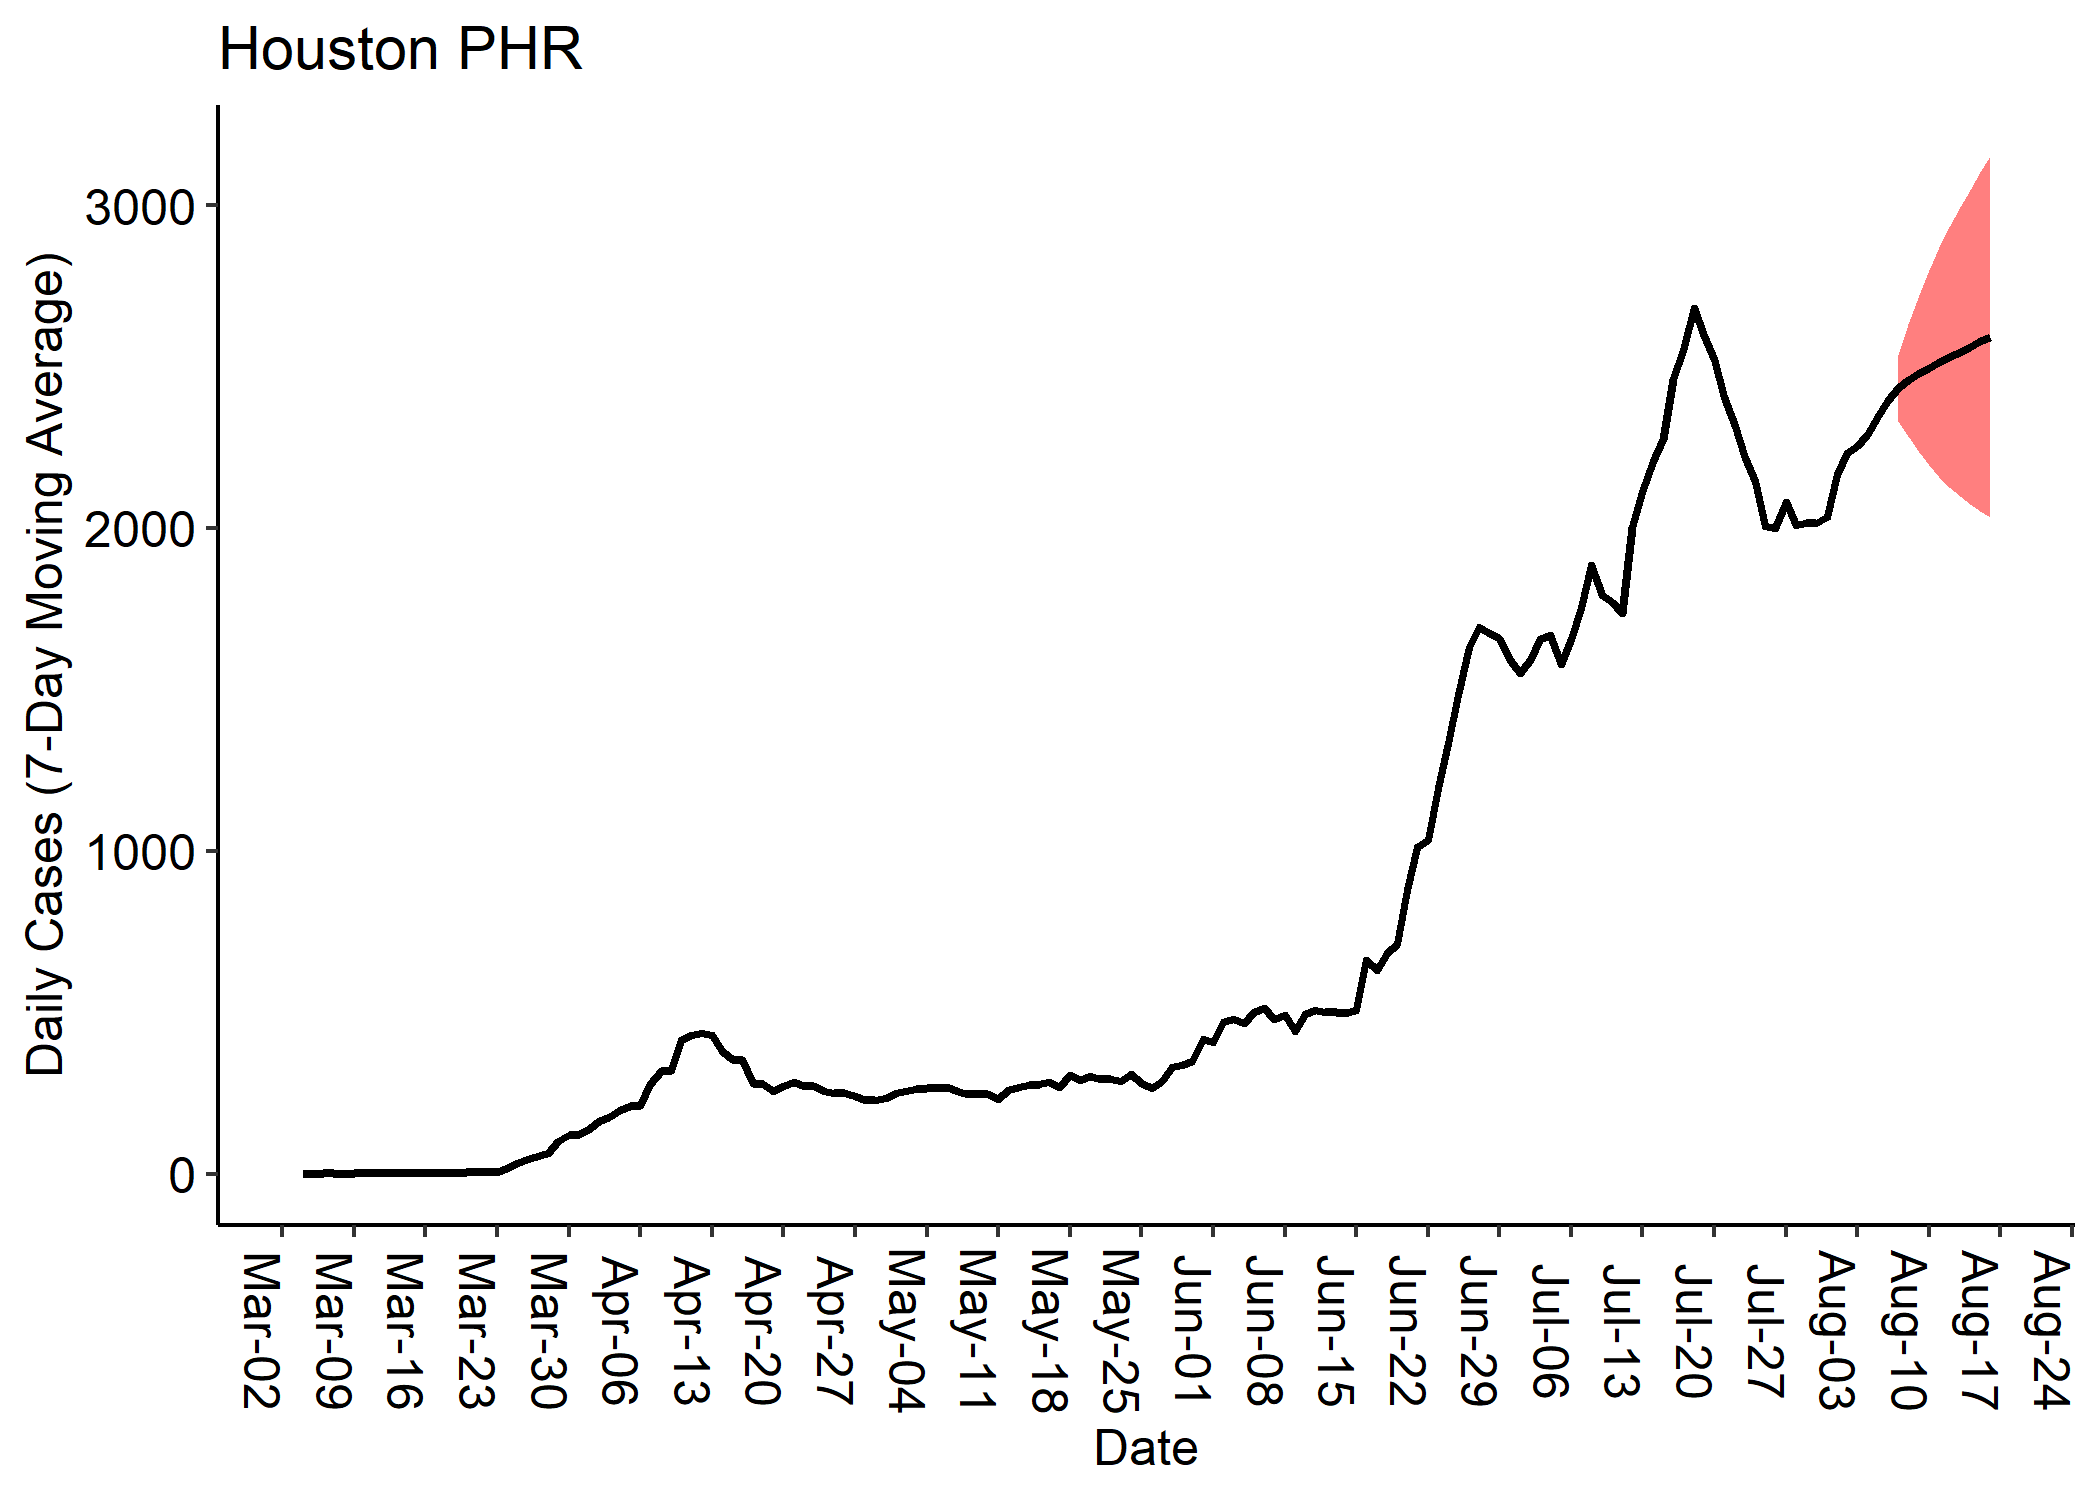 Houston PHR
Daily Cases (7-Day Moving Average)
3000
2000
1000
0
Mar-02
Mar-09
Mar-16
Mar-23
Mar-30
Apr-06
Apr-13
Apr-20
Apr-27
May-04
May-11
May-18
May-25
Jun-01
Jun-08
Jun-15
Jun-22
Jun-29
Jul-06
Jul-13
Jul-20
Jul-27
Aug-03
Aug-10
Aug-17
Aug-24
Date